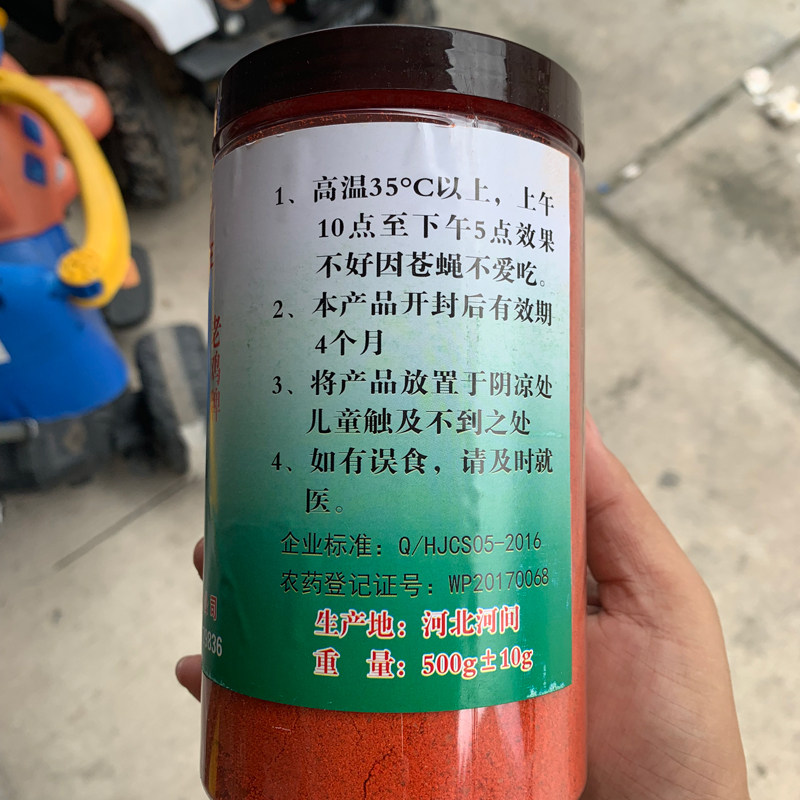 1、高温35°C以上，上午
10点至下午5点效果
不好因苍蝇不爱吃。
2、本产品开封后有效期
4个月
3、将产品放置于阴凉处
儿童触及不到之处
4、如有误食，请及时就
医。
企业标准：Q/HJCS05-2016
农药登记证号：WP20170068
生产地：河北河间
重 量：500g±10g
司
836